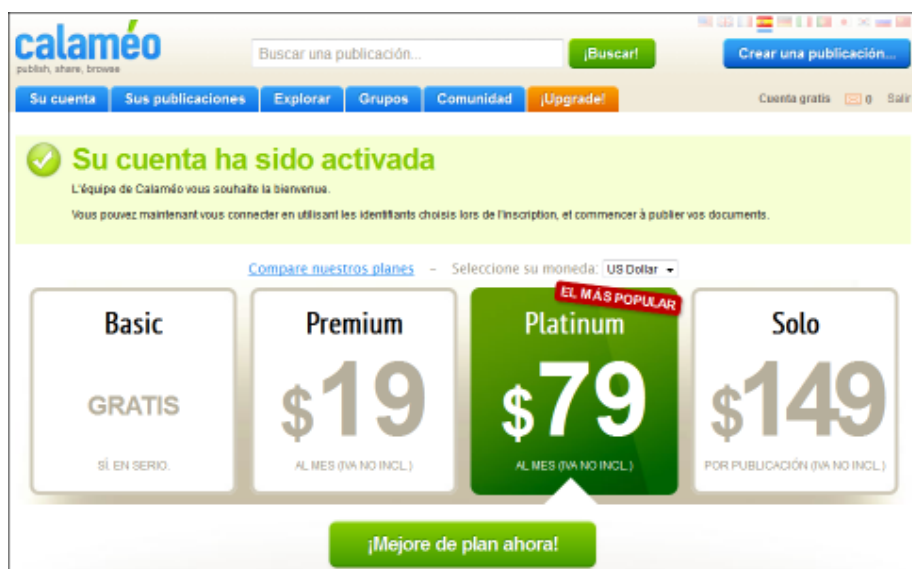 calaméo
publish, share, browse
Buscar una publicación...
¡Buscar!
Crear una publicación...
Su cuenta
Sus publicaciones
Explorar
Grupos
Comunidad
¡Upgrade!
Cuenta gratis
0
Salir
Su cuenta ha sido activada
L'équipe de Calaméo vous souhaite la bienvenue.
Vous pouvez maintenant vous connecter en utilisant les identifiants choisis lors de l'inscription, et commencer à publier vos documents.
Compare nuestros planes – Seleccione su moneda: US Dollar
Basic
GRATIS
SÍ, EN SERIO.
Premium
$19
AL MES (IVA NO INCL.)
EL MÁS POPULAR
Platinum
$79
AL MES (IVA NO INCL.)
Solo
$149
POR PUBLICACIÓN (IVA NO INCL.)
¡Mejore de plan ahora!